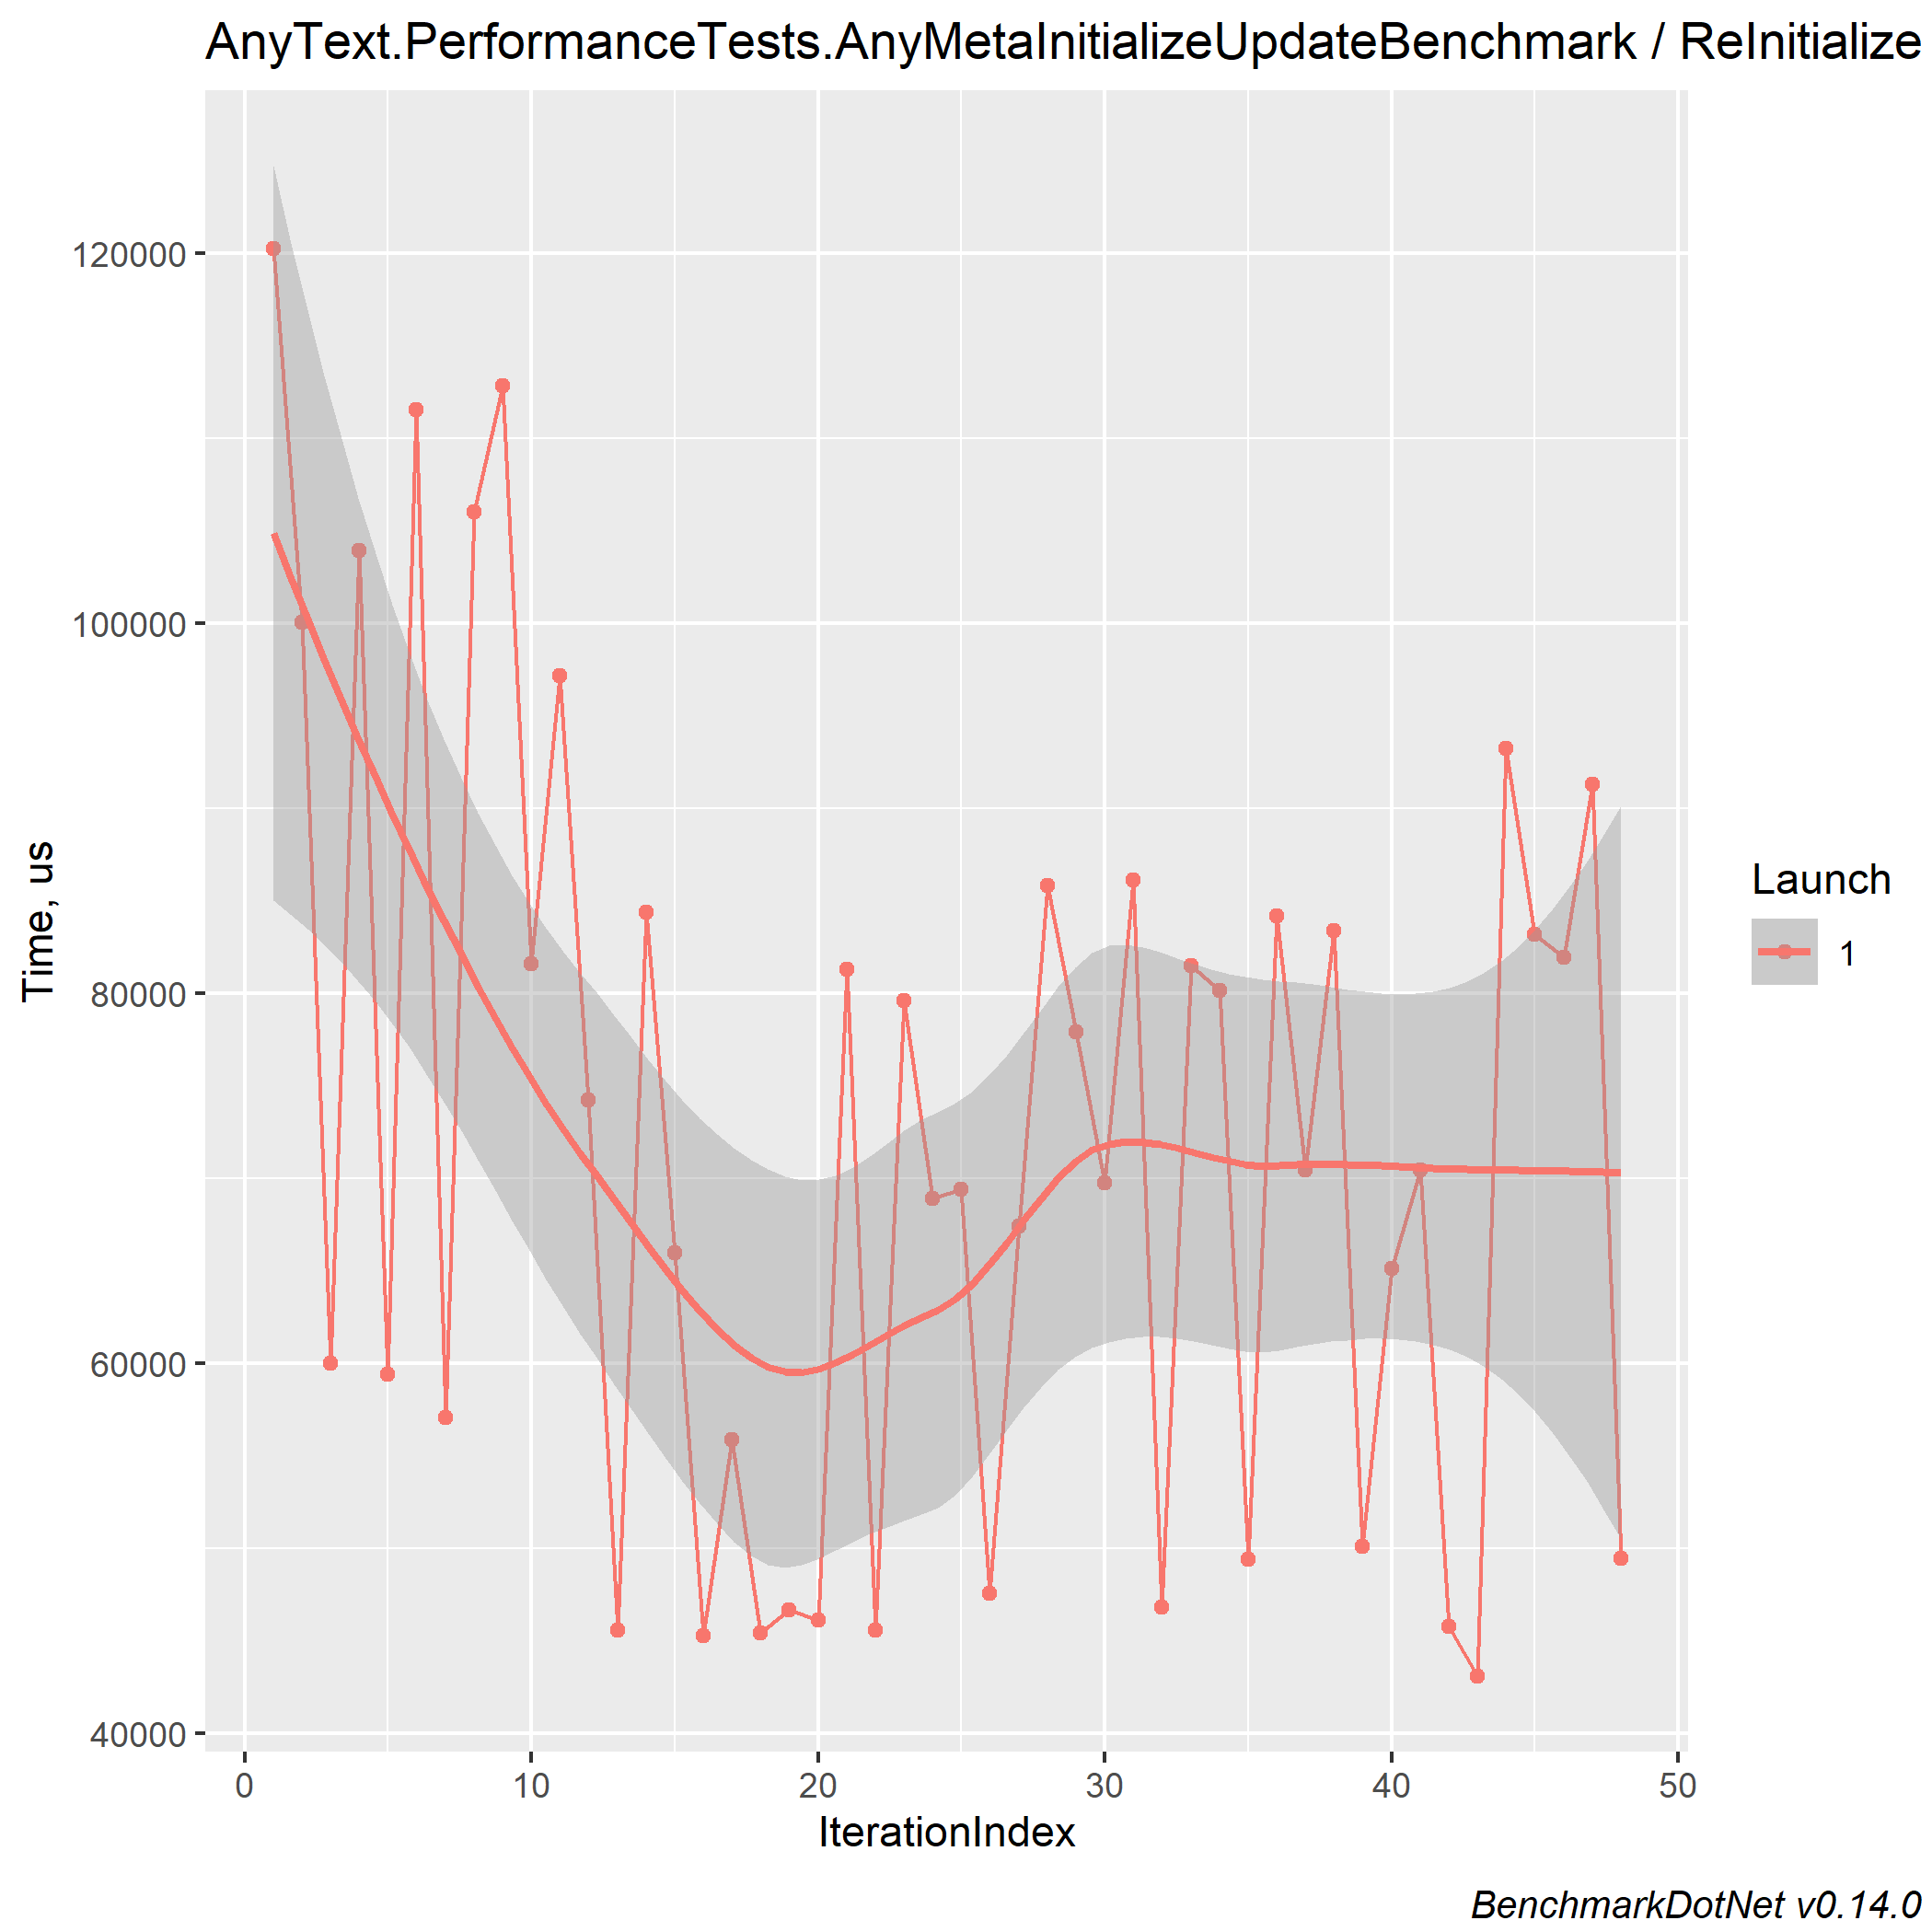 AnyText.PerformanceTests.AnyMetaInitializeUpdateBenchmark / ReInitialize
Time, us
120000
100000
80000
60000
40000
0 10 20 30 40 50
IterationIndex
Launch
1
BenchmarkDotNet v0.14.0